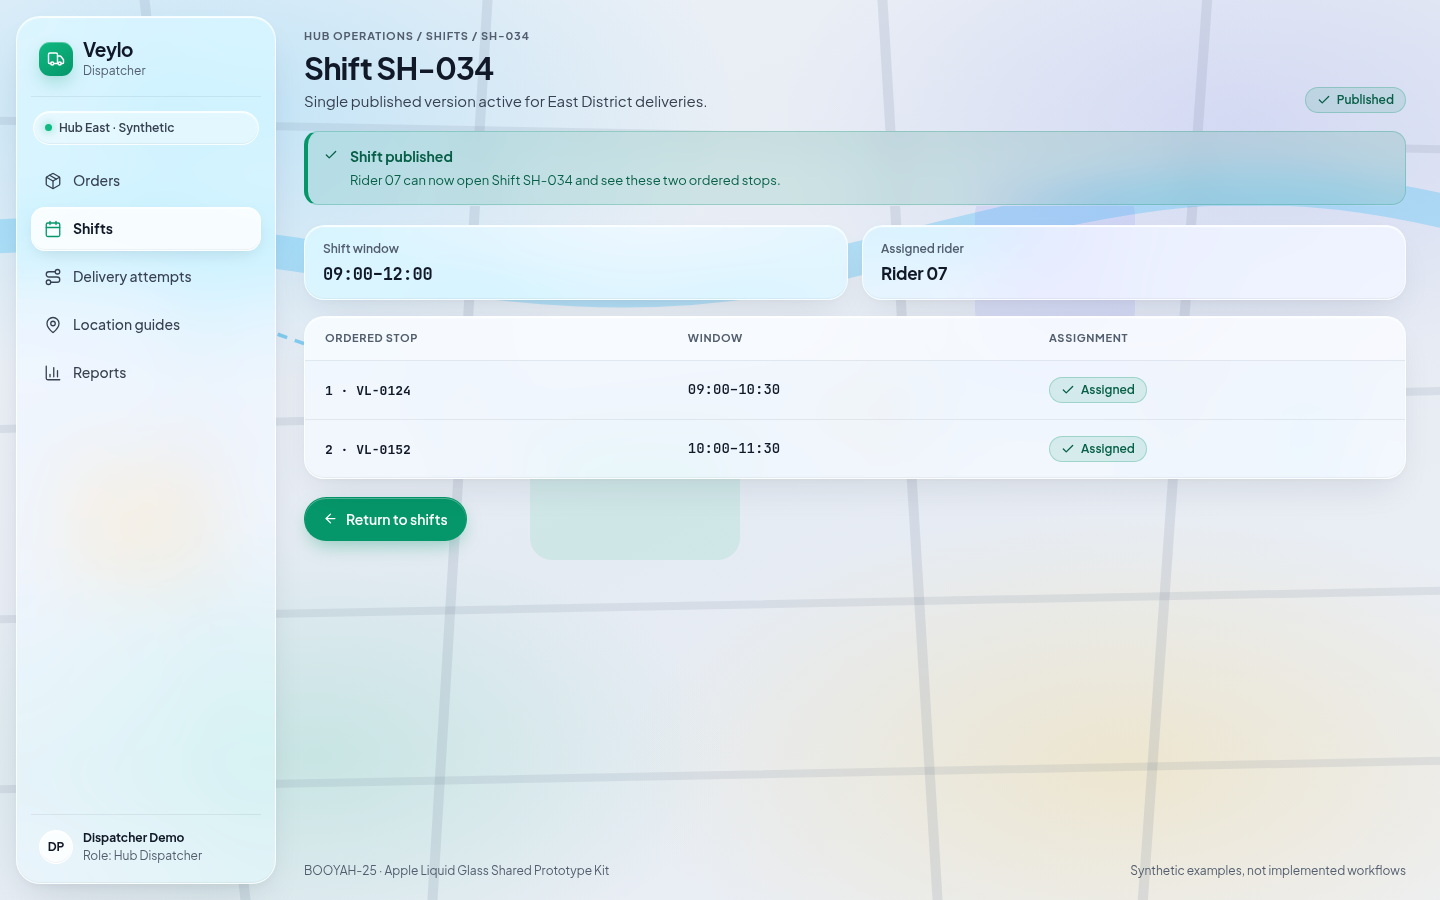 Veylo
Dispatcher
Hub East · Synthetic
Orders
Shifts
Delivery attempts
Location guides
Reports
DP
Dispatcher Demo
Role: Hub Dispatcher
HUB OPERATIONS / SHIFTS / SH-034
Shift SH-034
Single published version active for East District deliveries.
Published
Shift published
Rider 07 can now open Shift SH-034 and see these two ordered stops.
Shift window
09:00–12:00
Assigned rider
Rider 07
ORDERED STOP WINDOW ASSIGNMENT
1 · VL-0124 09:00–10:30 Assigned
2 · VL-0152 10:00–11:30 Assigned
Return to shifts
BOOYAH-25 · Apple Liquid Glass Shared Prototype Kit
Synthetic examples, not implemented workflows